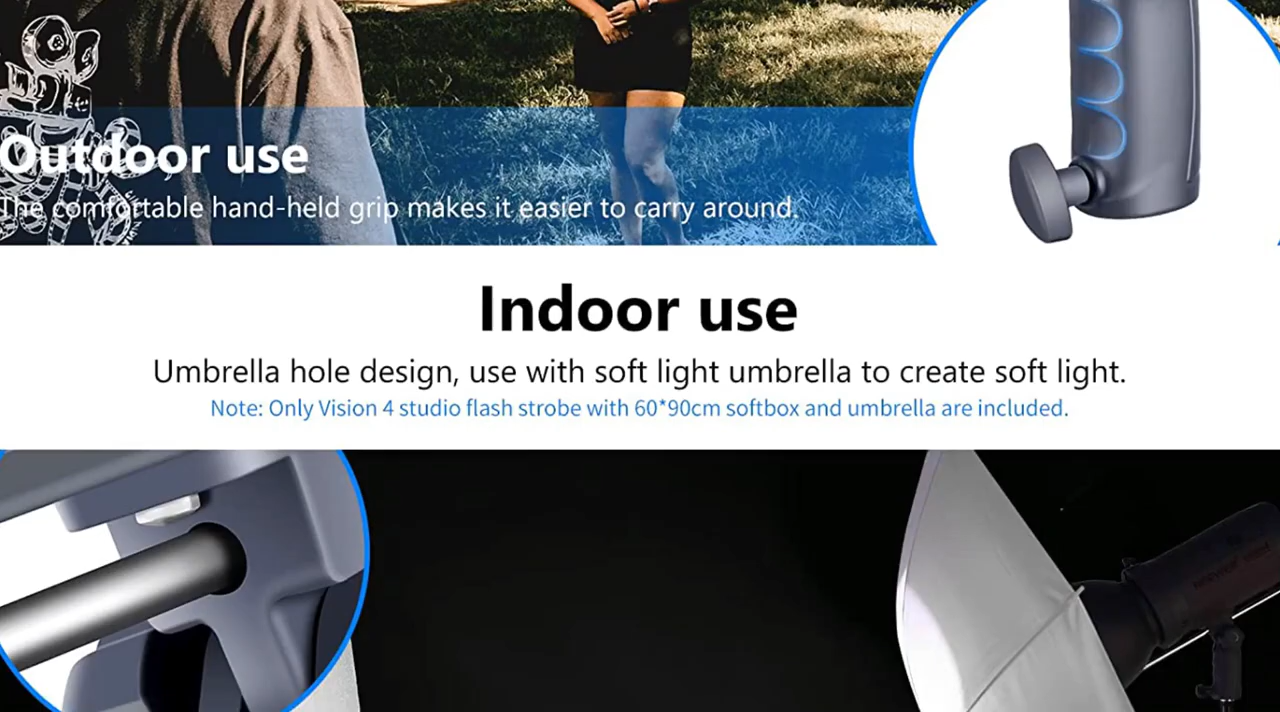 Outdoor use
The comfortable hand-held grip makes it easier to carry around.
Indoor use
Umbrella hole design, use with soft light umbrella to create soft light.
Note: Only Vision 4 studio flash strobe with 60*90cm softbox and umbrella are included.